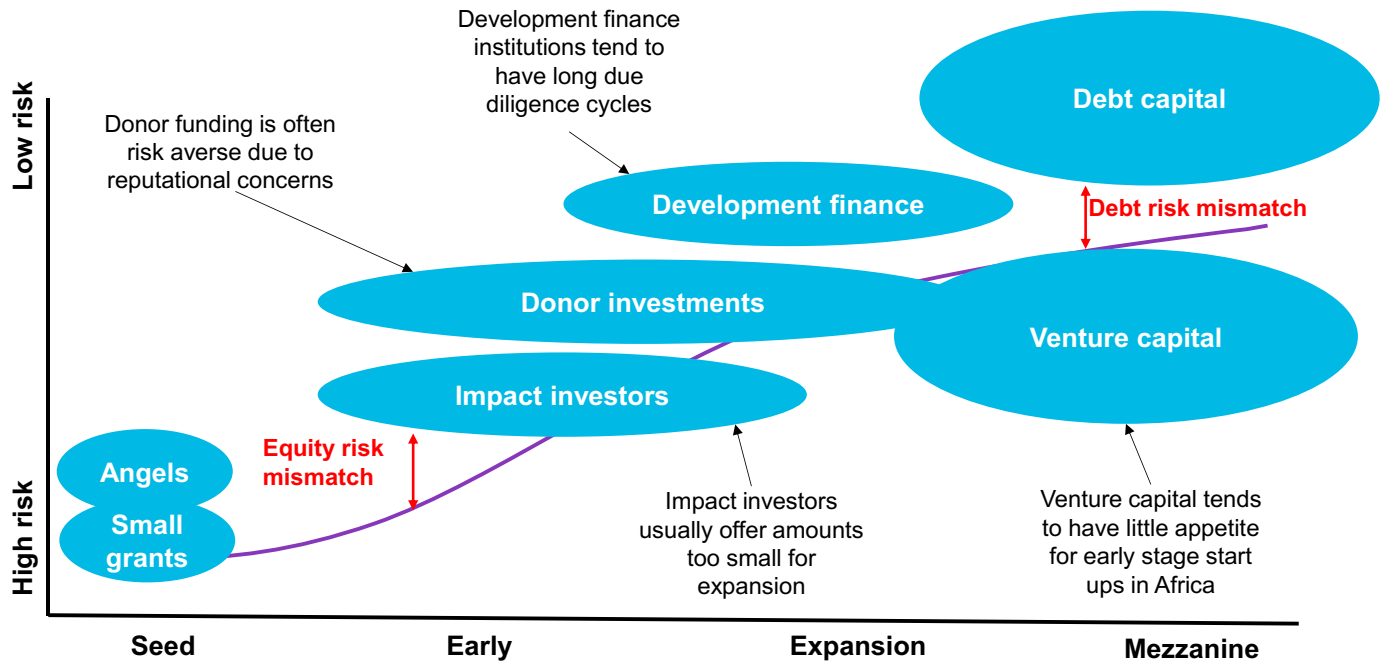 Development finance
institutions tend to
have long due
diligence cycles
Donor funding is often
risk averse due to
reputational concerns
Low risk
High risk
Debt capital
Development finance
Debt risk mismatch
Donor investments
Venture capital
Impact investors
Equity risk
mismatch
Angels
Small
grants
Impact investors
usually offer amounts
too small for
expansion
Venture capital tends
to have little appetite
for early stage start
ups in Africa
Seed
Early
Expansion
Mezzanine